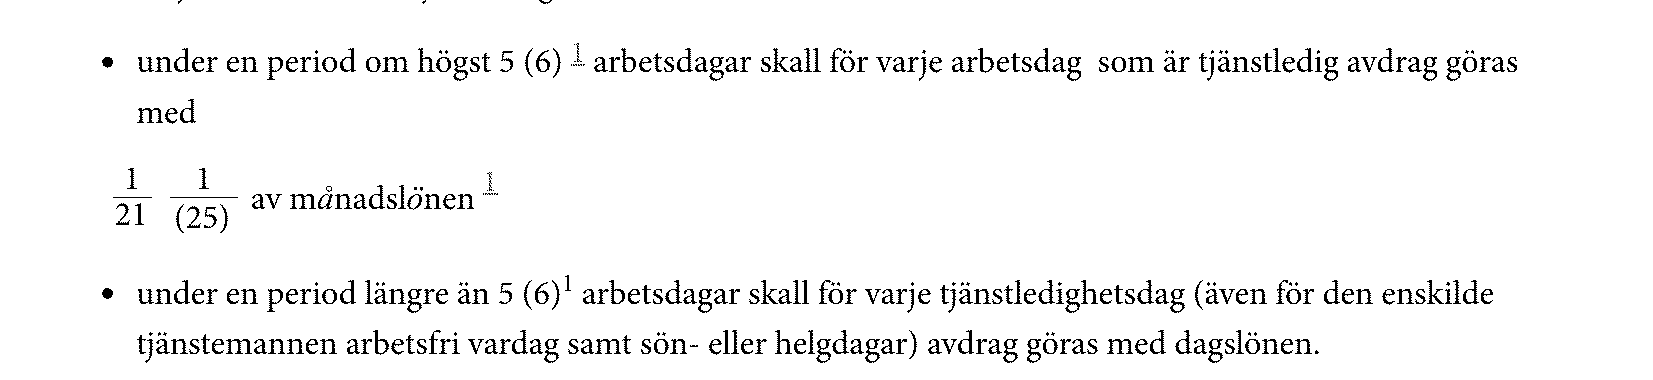 • under en period om högst 5 (6) 1 arbetsdagar skall för varje arbetsdag som är tjänstledig avdrag göras
med
1/21 1/(25) av månadslönen 1
• under en period längre än 5 (6)1 arbetsdagar skall för varje tjänstledighetsdag (även för den enskilde
tjänstemannen arbetsfri vardag samt sön- eller helgdagar) avdrag göras med dagslönen.